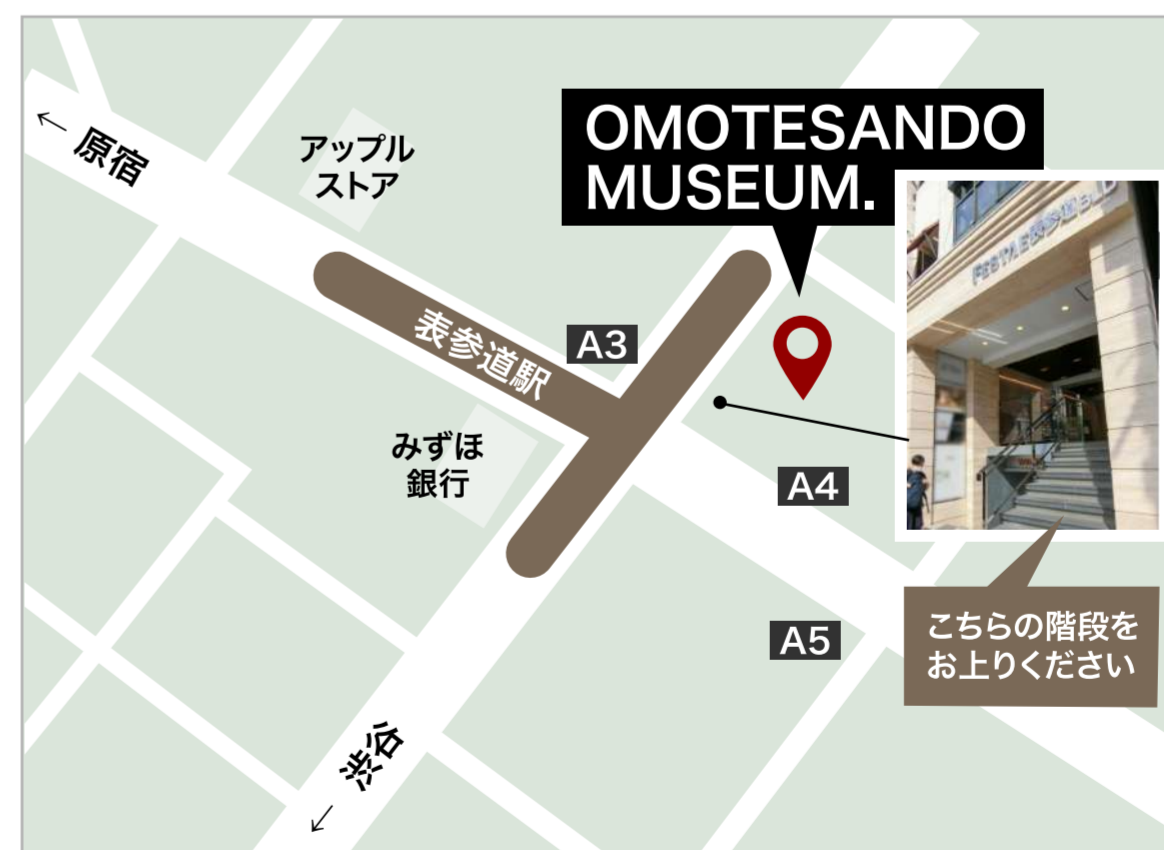 ← 原宿
アップル
ストア
OMOTESANDO
MUSEUM.
表参道駅
A3
みずほ
銀行
A4
A5
こちらの階段を
お上りください
← 渋谷